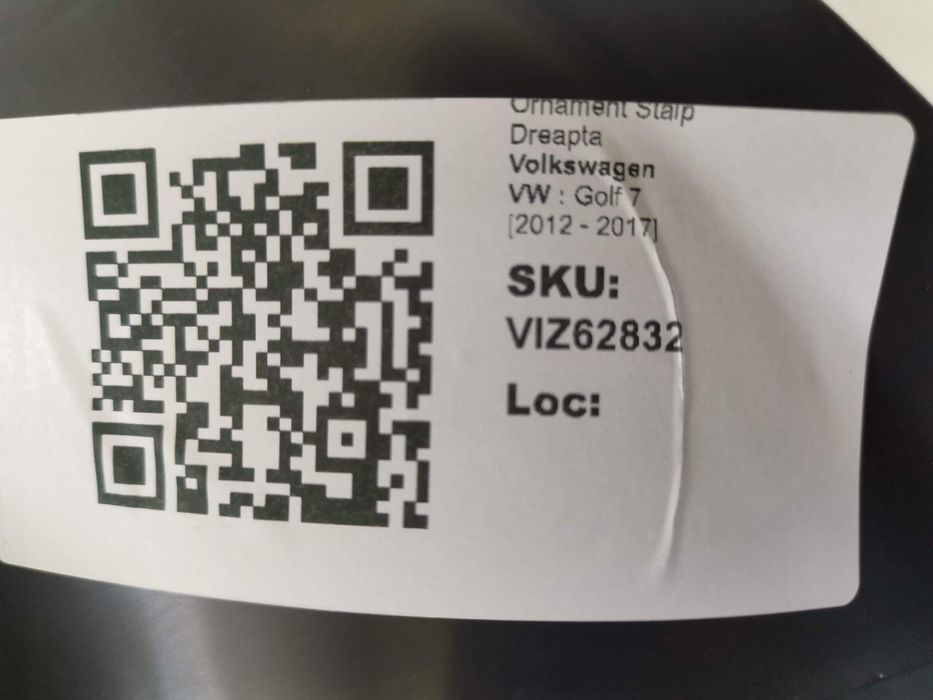 Ornament Stalp
Dreapta
Volkswagen
VW : Golf 7
[2012 - 2017]
SKU:
VIZ62832
Loc: